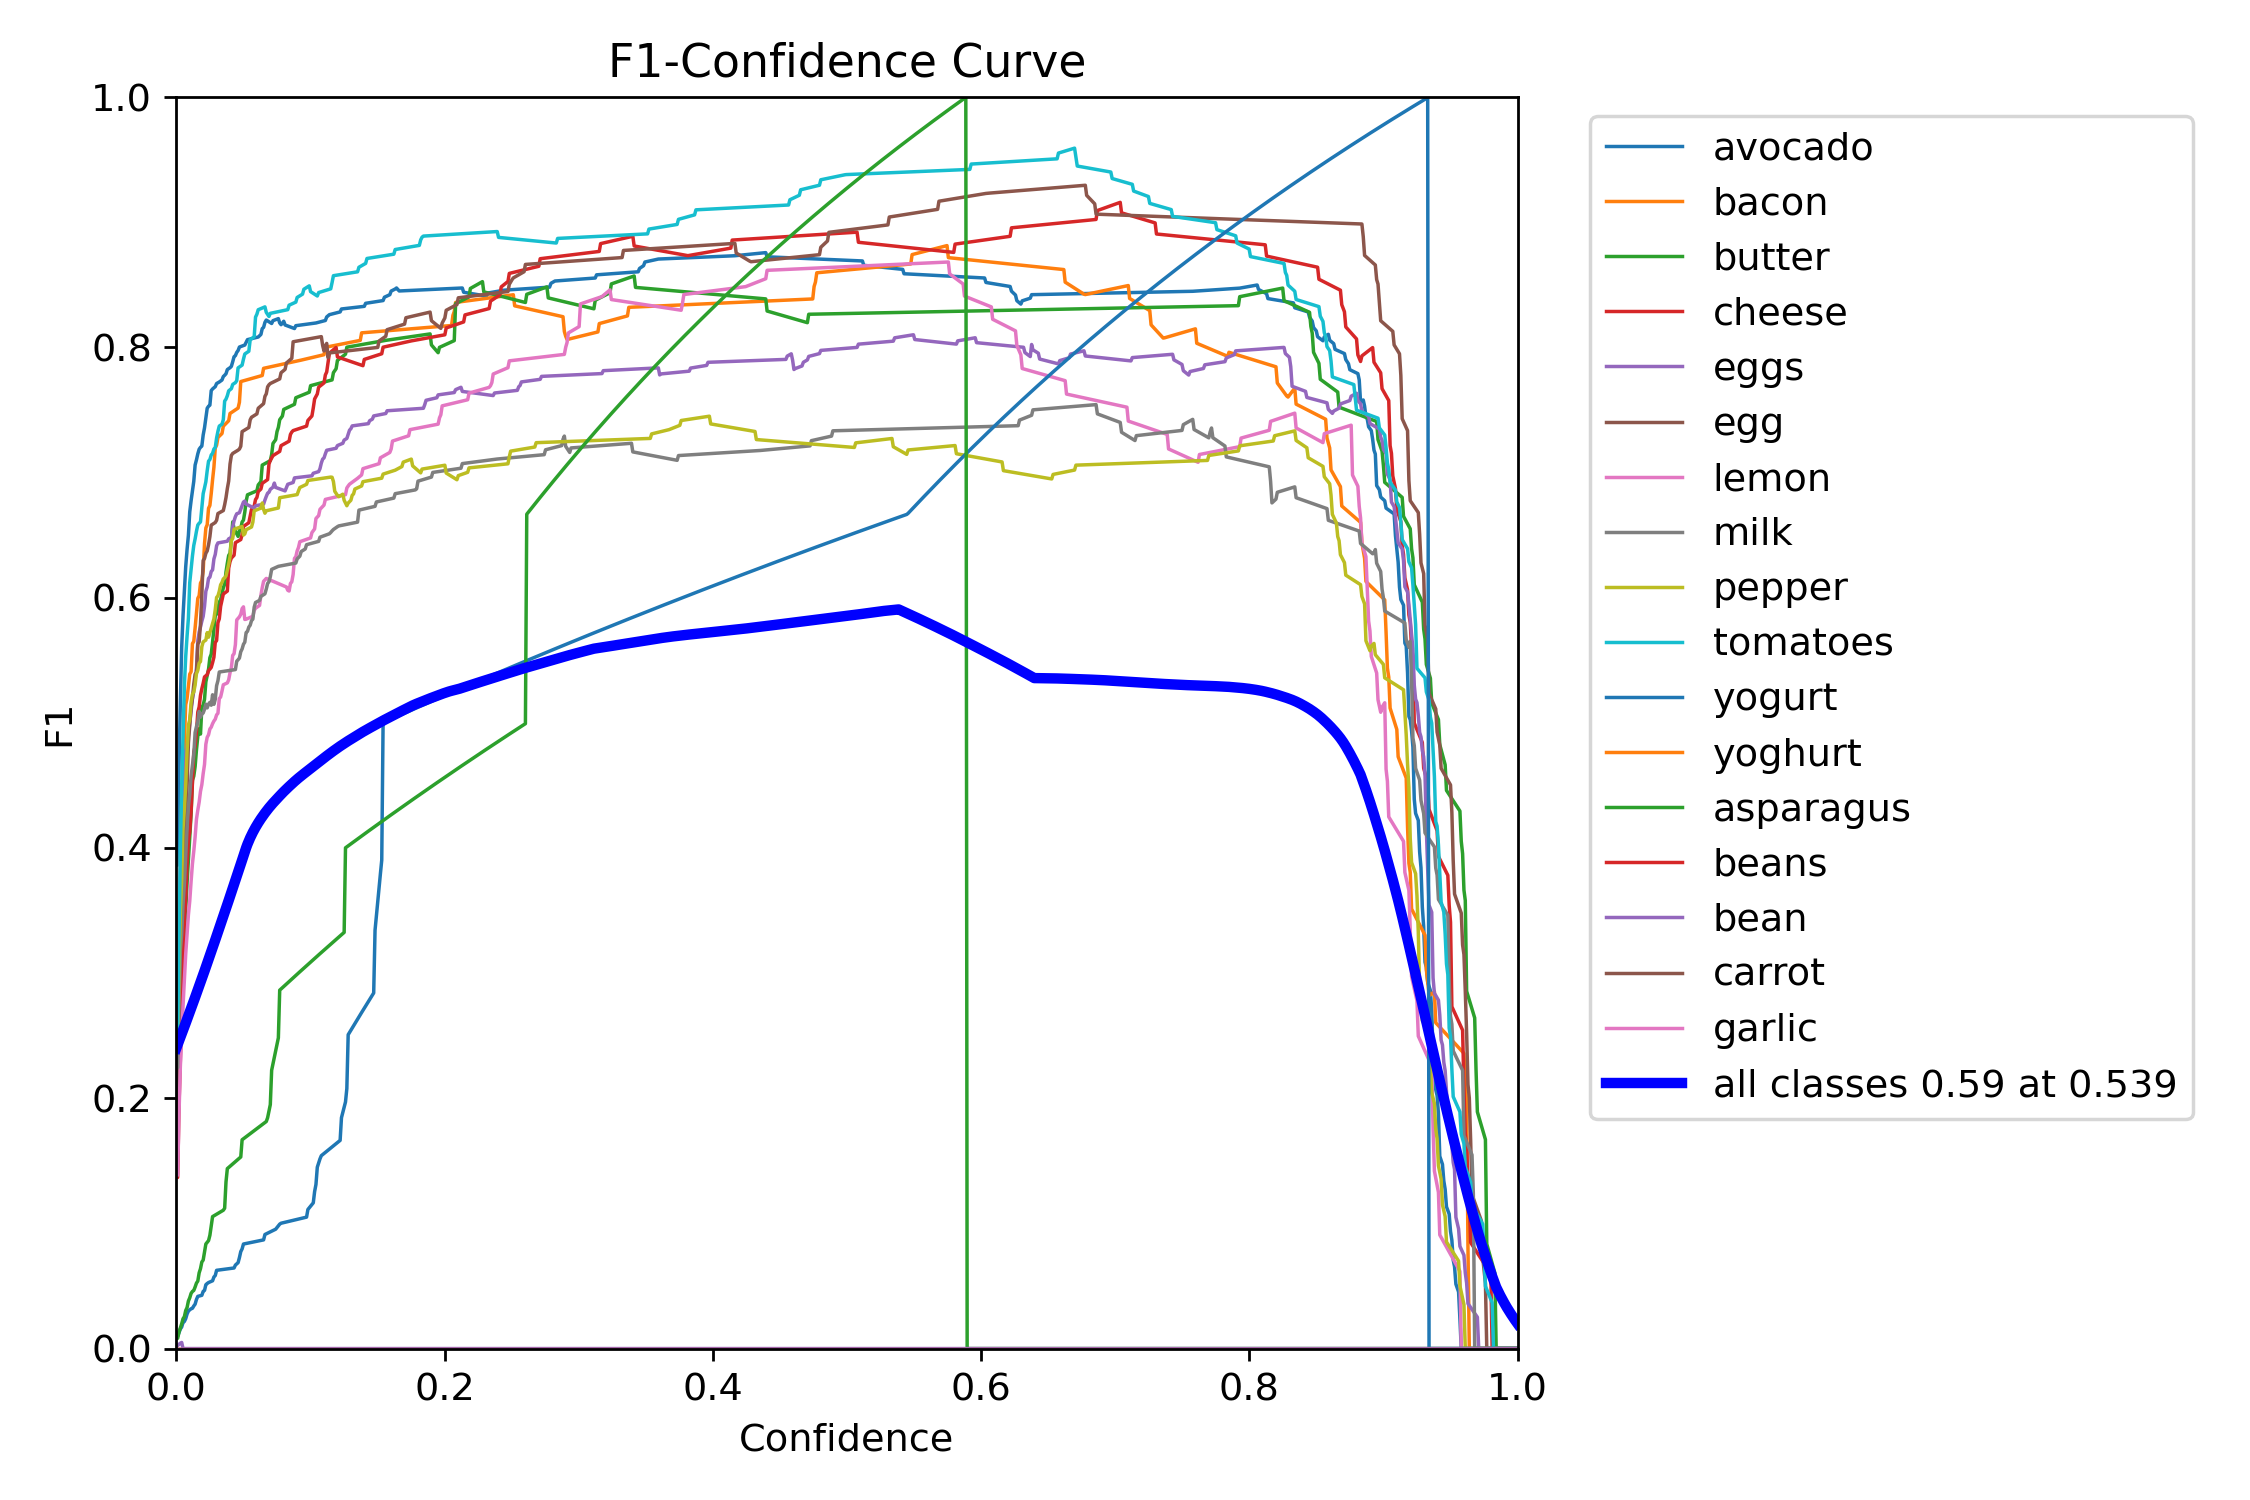 F1-Confidence Curve
1.0
0.8
0.6
0.4
0.2
0.0
F1
0.0 0.2 0.4 0.6 0.8 1.0
Confidence
avocado
bacon
butter
cheese
eggs
egg
lemon
milk
pepper
tomatoes
yogurt
yoghurt
asparagus
beans
bean
carrot
garlic
all classes 0.59 at 0.539